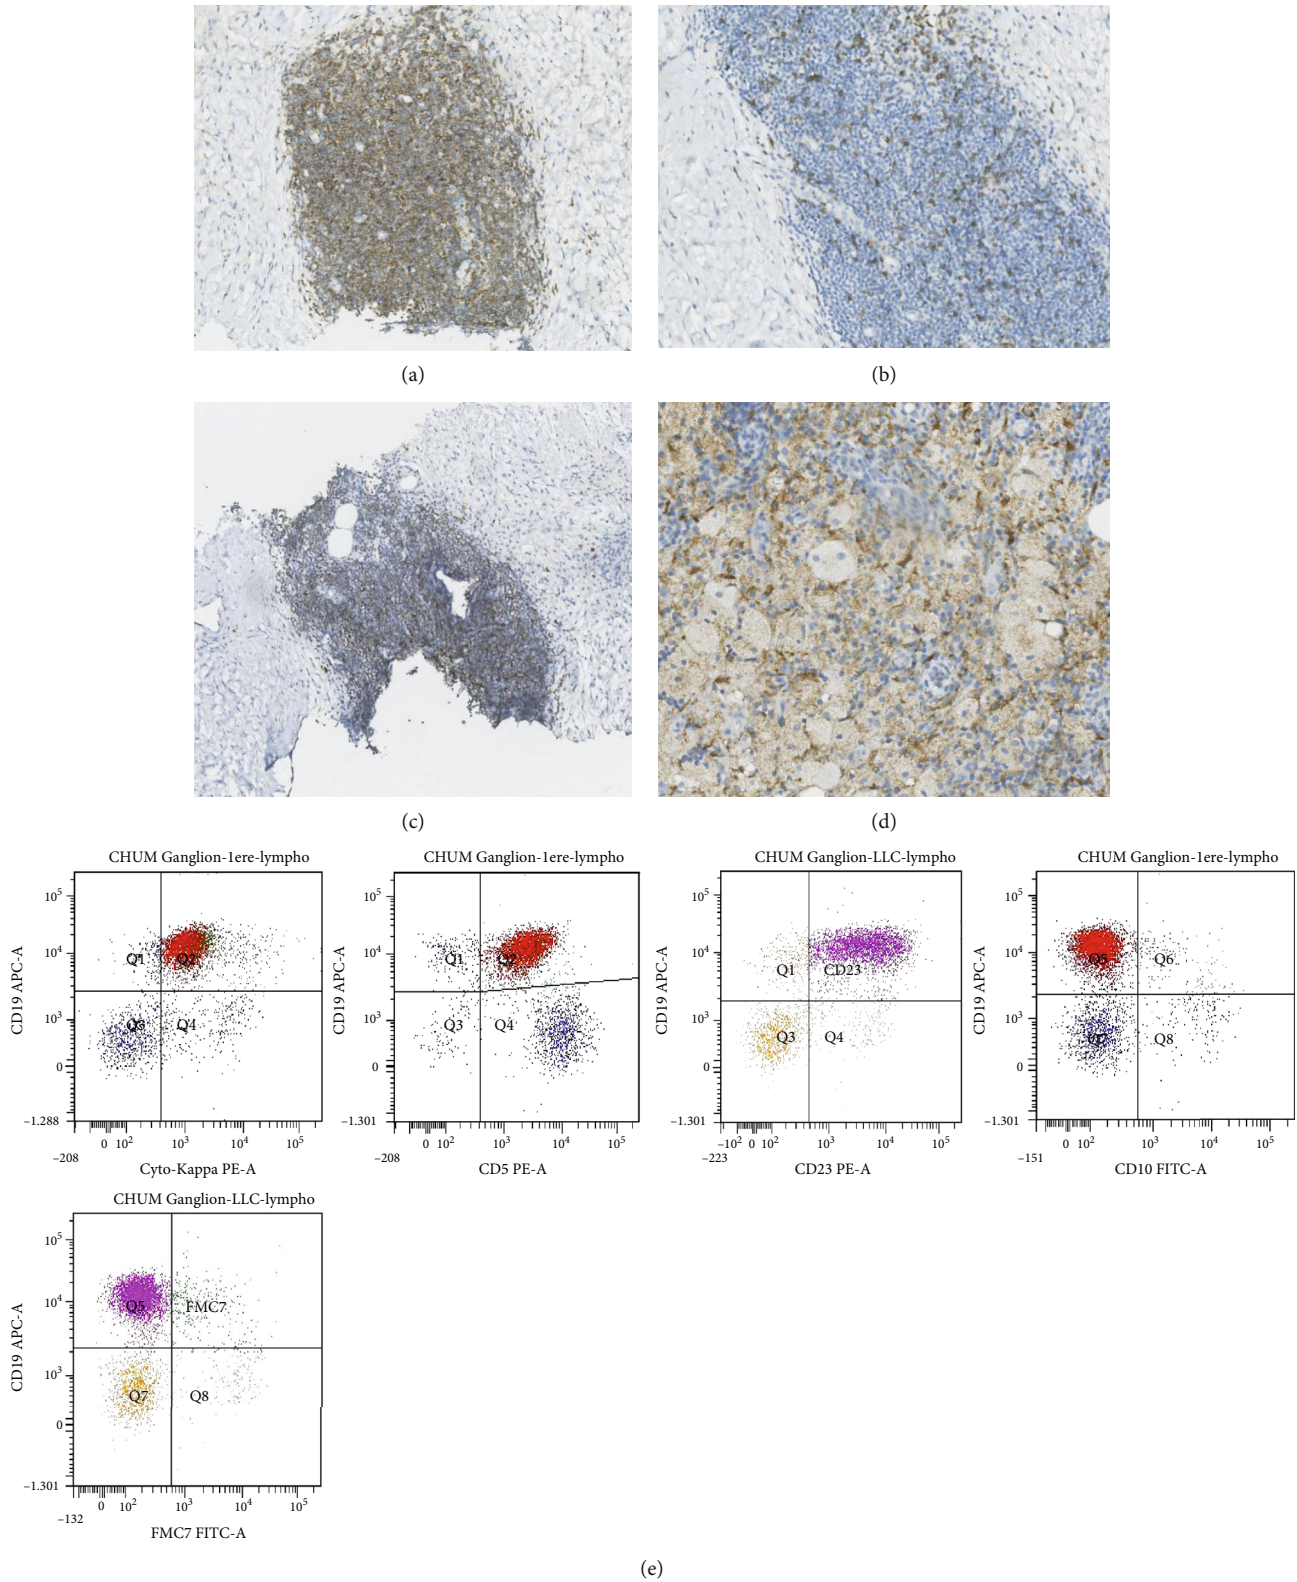 (a)
(b)
(c)
(d)
CHUM Ganglion-1ere-lympho
CD19 APC-A
10⁵
10⁴
10³
0
−1.288
Q1
Q2
Q3
Q4
−208
0 10² 10³ 10⁴ 10⁵
Cyto-Kappa PE-A
CHUM Ganglion-1ere-lympho
CD19 APC-A
10⁵
10⁴
10³
0
−1.301
Q1
Q2
Q3
Q4
−208
0 10² 10³ 10⁴ 10⁵
CD5 PE-A
CHUM Ganglion-LLC-lympho
CD19 APC-A
10⁵
10⁴
10³
0
−1.301
Q1
CD23
Q3
Q4
−223
−10² 0 10² 10³ 10⁴ 10⁵
CD23 PE-A
CHUM Ganglion-1ere-lympho
CD19 APC-A
10⁵
10⁴
10³
0
−1.301
Q5
Q6
Q8
−151
0 10² 10³ 10⁴ 10⁵
CD10 FITC-A
CHUM Ganglion-LLC-lympho
CD19 APC-A
10⁵
10⁴
10³
0
−1.301
Q5
FMC7
Q7
Q8
−132
0 10² 10³ 10⁴ 10⁵
FMC7 FITC-A
(e)